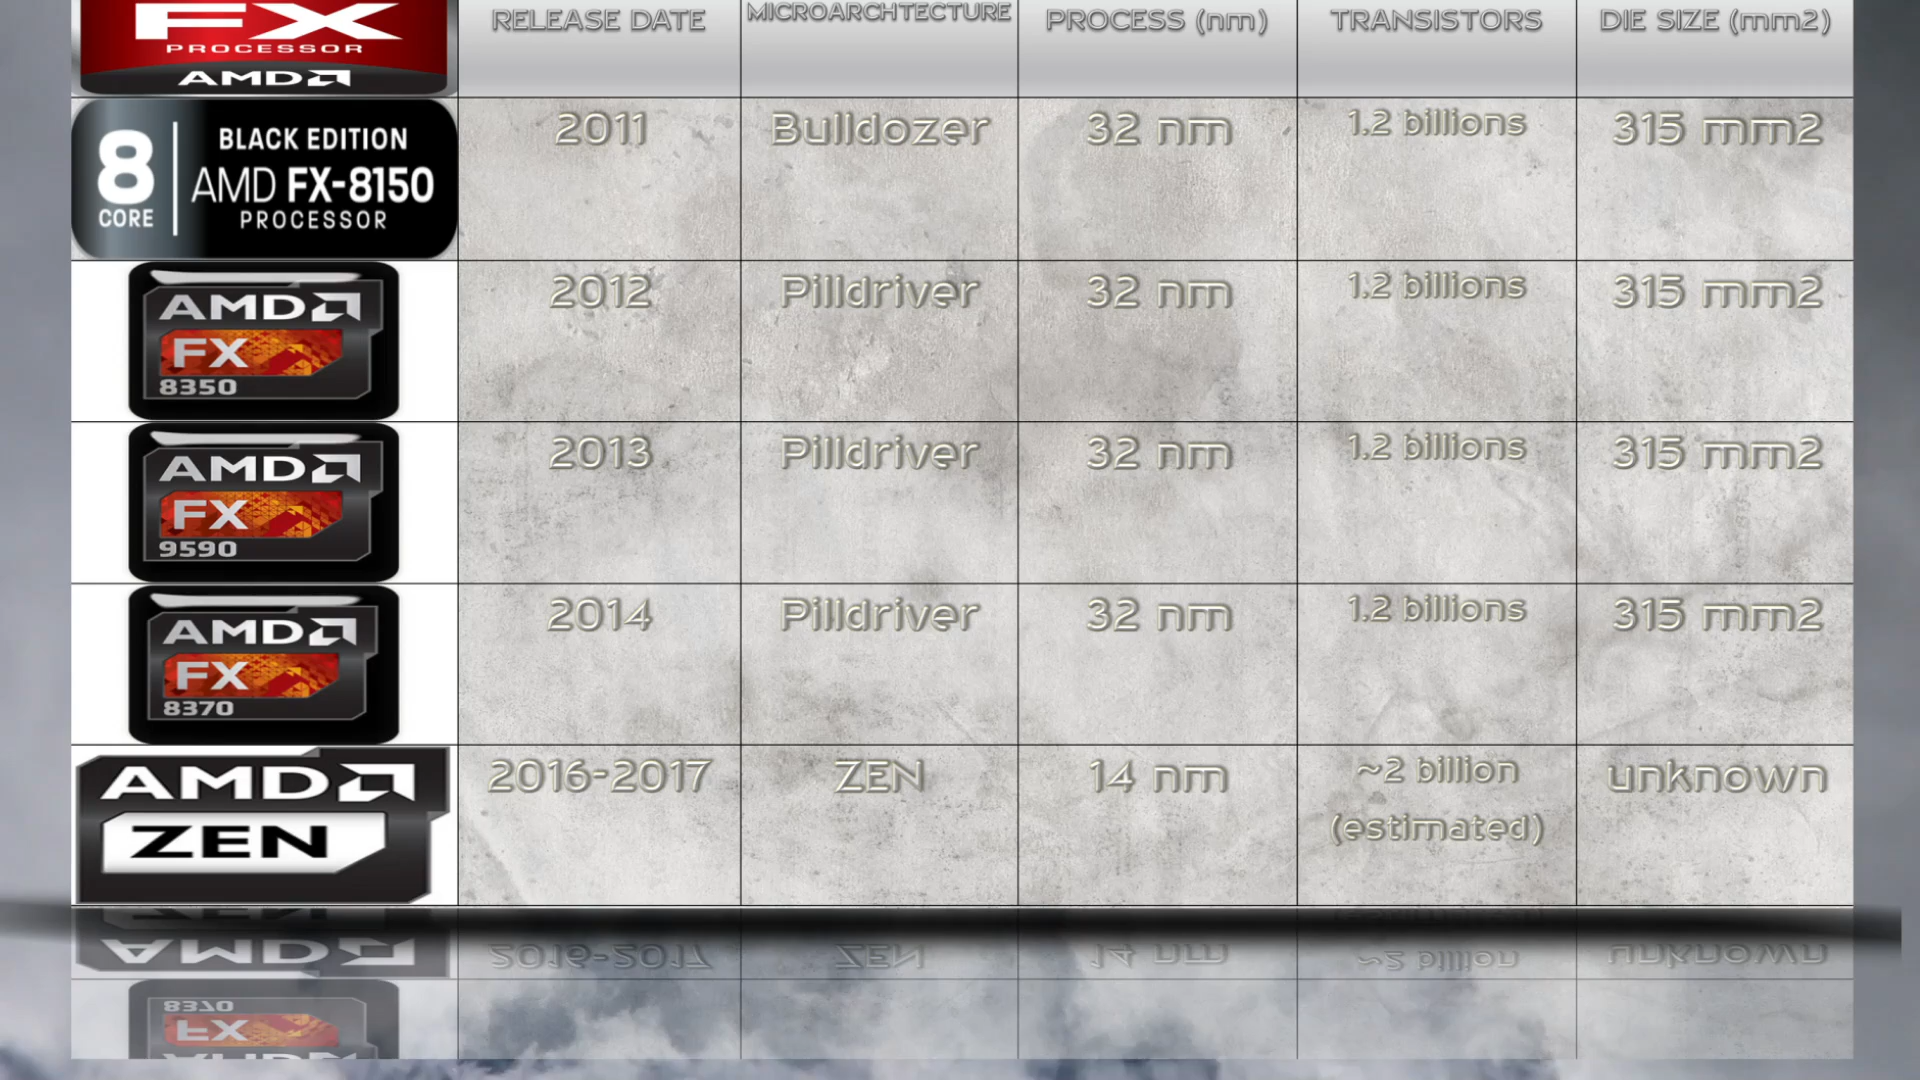 FX
PROCESSOR
AMD
RELEASE DATE
MICROARCHTECTURE
PROCESS (nm)
TRANSISTORS
DIE SIZE (mm2)
8
CORE
BLACK EDITION
AMD FX-8150
PROCESSOR
2011
Bulldozer
32 nm
1.2 billions
315 mm2
AMD
FX
8350
2012
Pilldriver
32 nm
1.2 billions
315 mm2
AMD
FX
9590
2013
Pilldriver
32 nm
1.2 billions
315 mm2
AMD
FX
8370
2014
Pilldriver
32 nm
1.2 billions
315 mm2
AMD
ZEN
2016-2017
ZEN
14 nm
~2 billion
(estimated)
unknown